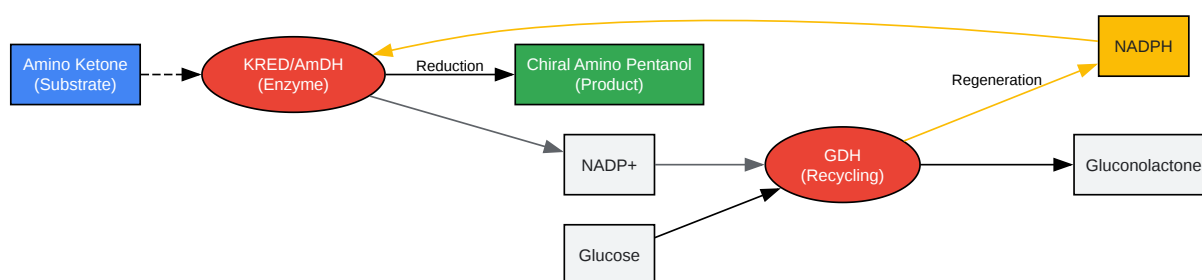 Amino Ketone
(Substrate)
KRED/AmDH
(Enzyme)
Reduction
Chiral Amino Pentanol
(Product)
NADPH
Regeneration
NADP+
GDH
(Recycling)
Gluconolactone
Glucose